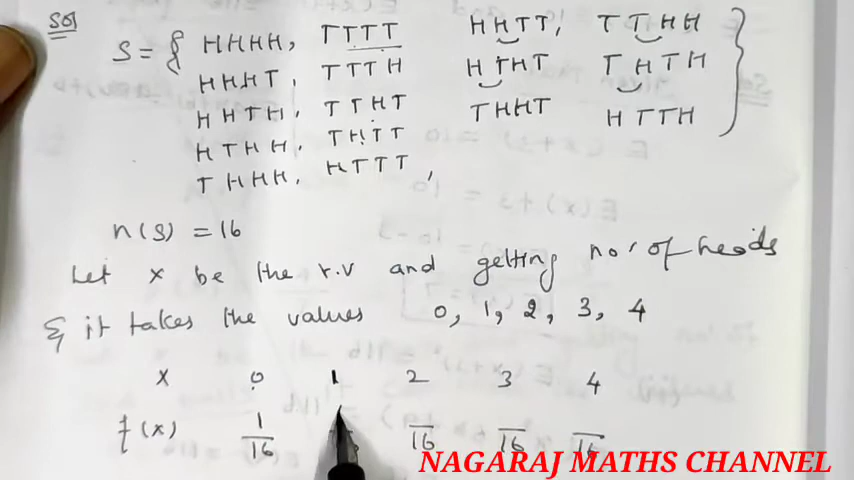 Sol
S = { HHHH, TTTT HHTT, TTHH }
HHHT, TTTH HTHT THTH
HHTH, TTHT THHT HTTH
HTHH, THTT
THHH, HTTT,
n(s) = 16
Let x be the r.v and getting no. of heads
& it takes the values 0, 1, 2, 3, 4
x 0 1 2 3 4
f(x) 1/16 /16 /16 /16
NAGARAJ MATHS CHANNEL